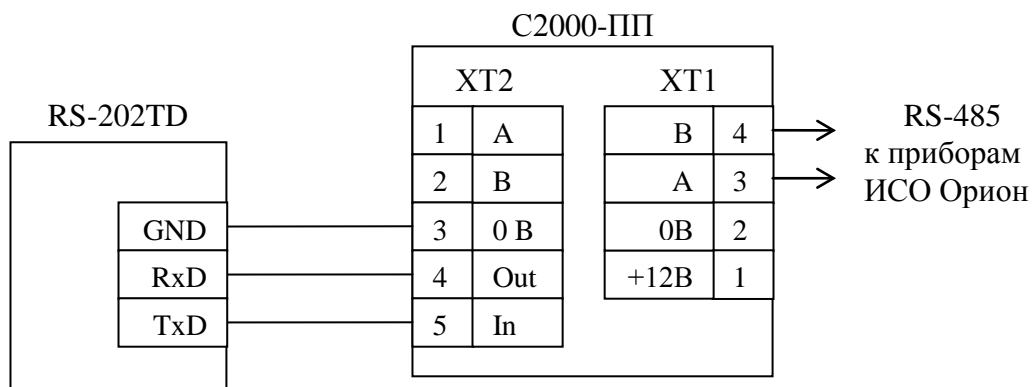 С2000-ПП
XT2
XT1
RS-202TD
1 A
2 B
3 0 В
4 Out
5 In
B 4
A 3
0В 2
+12В 1
GND
RxD
TxD
RS-485
к приборам
ИСО Орион